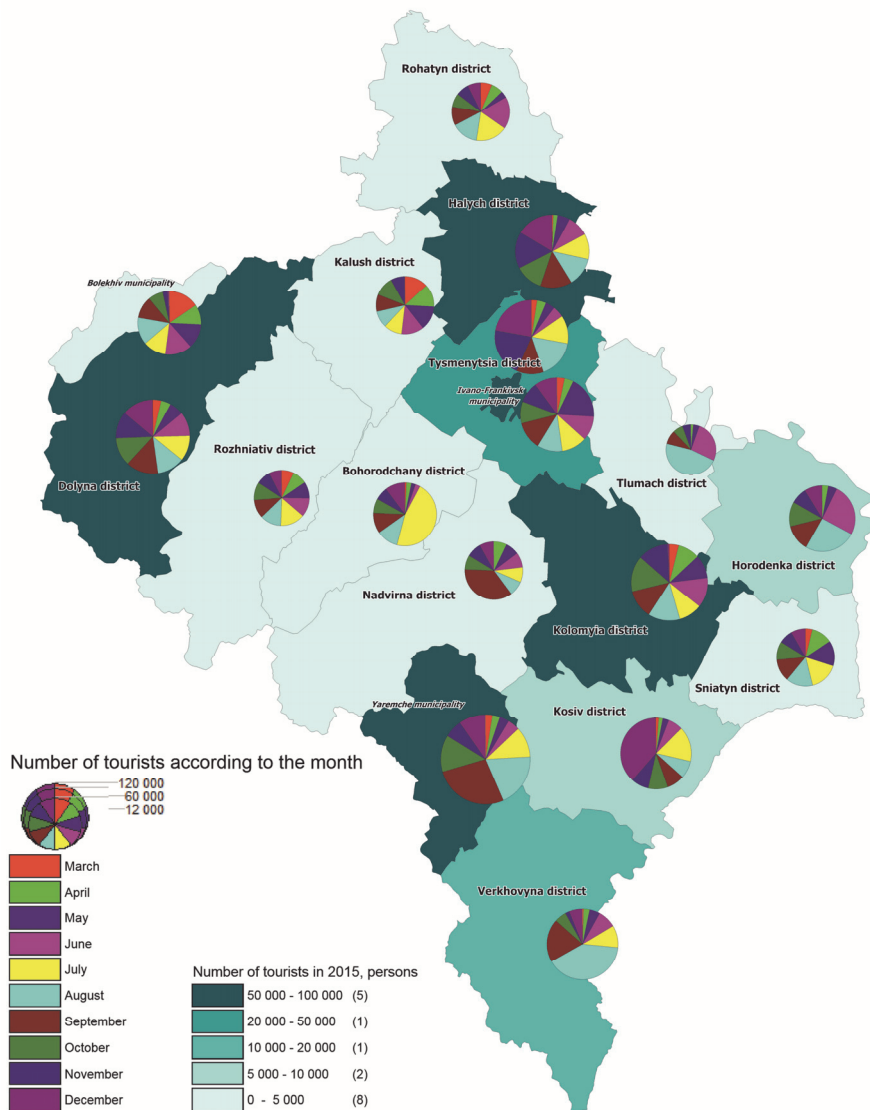 Rohatyn district
Halych district
Kalush district
Bolekhiv municipality
Tysmenytsia district
Ivano-Frankivsk
municipality
Rozhniativ district
Bohorodchany district
Dolyna district
Tlumach district
Horodenka district
Nadvirna district
Kolomyia district
Sniatyn district
Yaremche municipality
Kosiv district
Verkhovyna district
Number of tourists according to the month
120 000
60 000
12 000
March
April
May
June
July
August
September
October
November
December
Number of tourists in 2015, persons
50 000 - 100 000 (5)
20 000 - 50 000 (1)
10 000 - 20 000 (1)
5 000 - 10 000 (2)
0 - 5 000 (8)